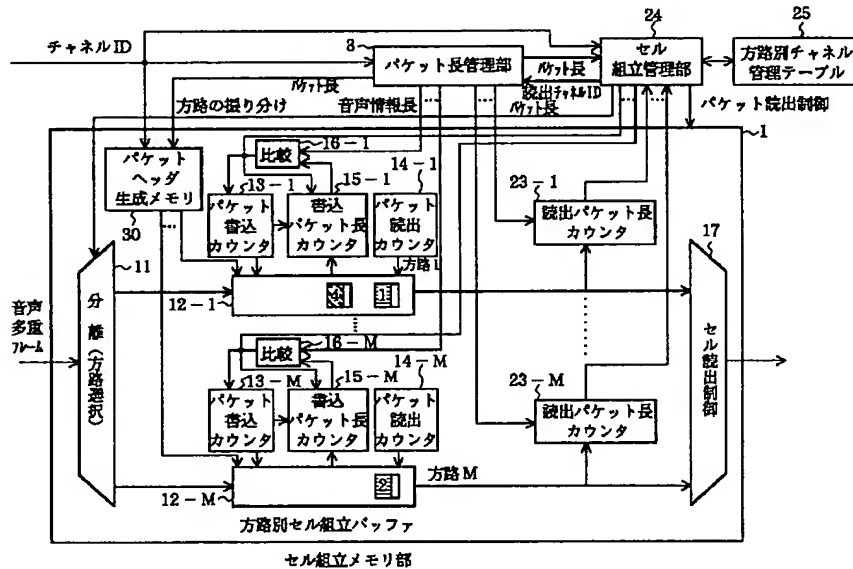 チャネルID
3
パケット長管理部
24
セル
組立管理部
25
方路別チャネル
管理テーブル
パケット長
読出チャネルID
パケット長
パケット長
方路の振り分け
音声情報長
パケット読出制御
1
パケット
ヘッダ
生成メモリ
30
比較
16-1
13-1
パケット
書込
カウンタ
15-1
書込
パケット長
カウンタ
14-1
パケット
読出
カウンタ
方路1
23-1
読出パケット長
カウンタ
17
セル読出制御
11
分離(方路選択)
音声
多重
フレーム
12-1
4
1
比較
16-M
13-M
パケット
書込
カウンタ
15-M
書込
パケット長
カウンタ
14-M
パケット
読出
カウンタ
23-M
読出パケット長
カウンタ
12-M
2
方路M
方路別セル組立バッファ
セル組立メモリ部